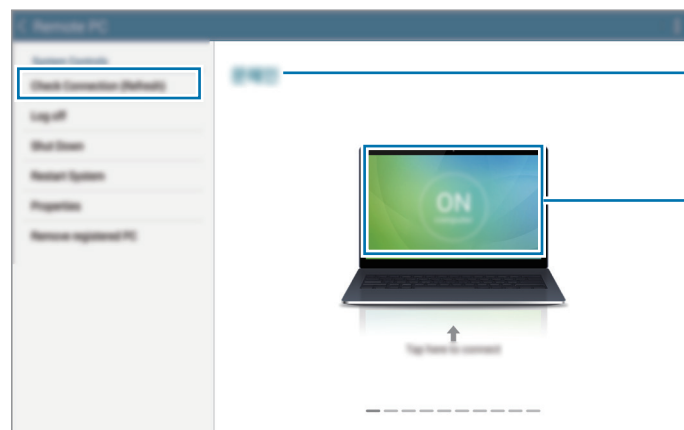 Remote PC
System Controls
Check Connection (Refresh)
Log off
Shut Down
Restart System
Properties
Remove registered PC
ON
Tap here to connect